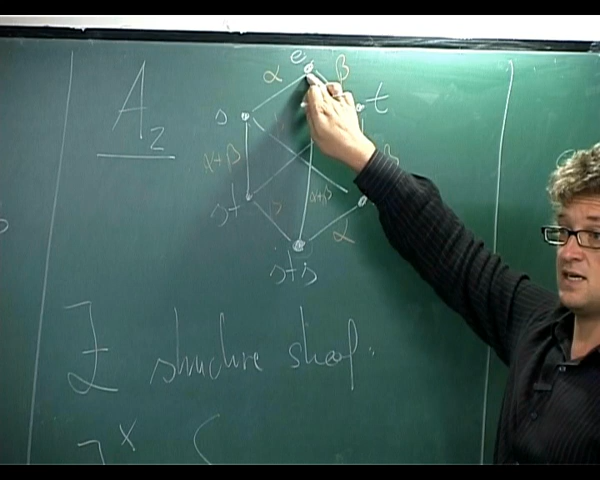 A₂
e
α β
s t
α+β β
st β α+β
α
sts
Z structure sheaf.